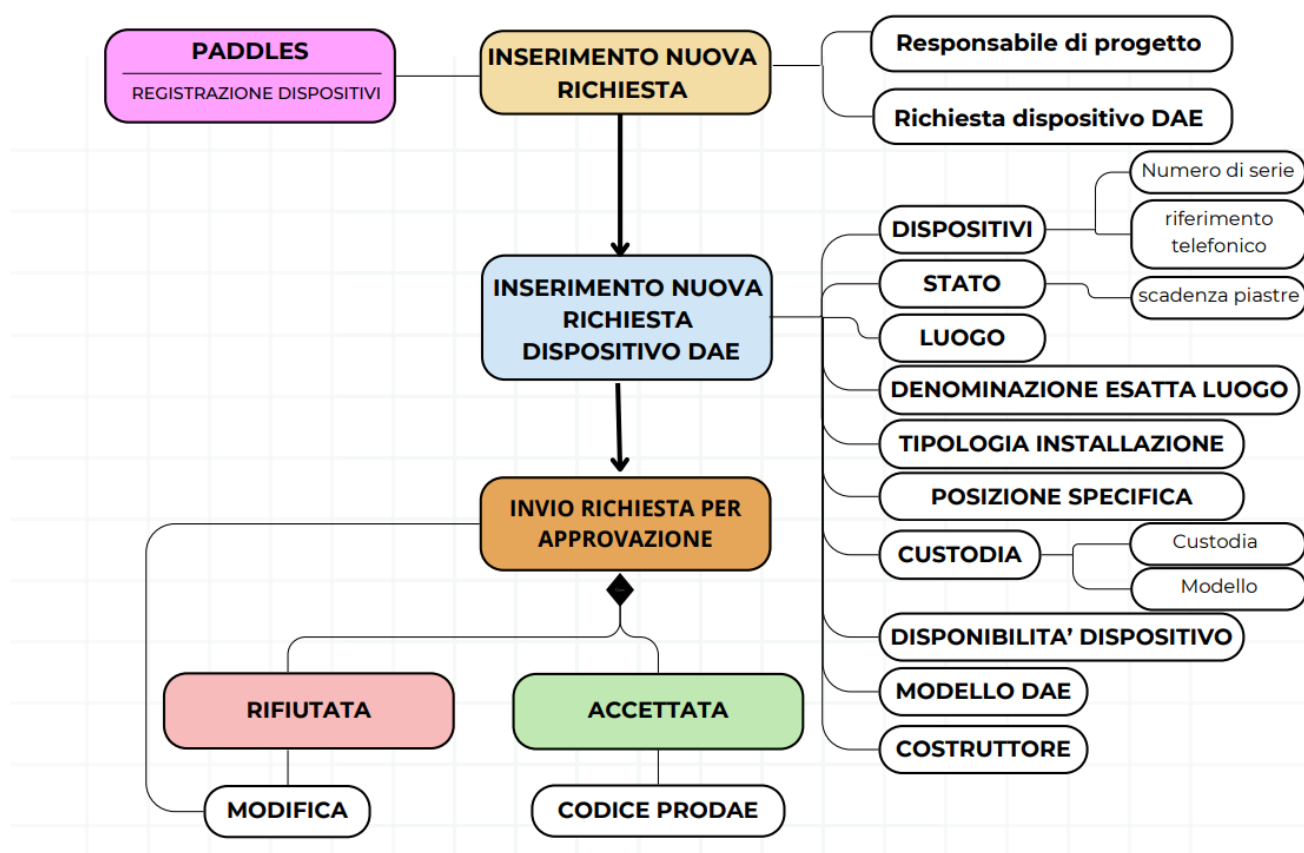 PADDLES
REGISTRAZIONE DISPOSITIVI
INSERIMENTO NUOVA
RICHIESTA
Responsabile di progetto
Richiesta dispositivo DAE
INSERIMENTO NUOVA
RICHIESTA
DISPOSITIVO DAE
DISPOSITIVI
Numero di serie
riferimento
telefonico
STATO
scadenza piastre
LUOGO
DENOMINAZIONE ESATTA LUOGO
TIPOLOGIA INSTALLAZIONE
POSIZIONE SPECIFICA
CUSTODIA
Custodia
Modello
DISPONIBILITA’ DISPOSITIVO
MODELLO DAE
COSTRUTTORE
INVIO RICHIESTA PER
APPROVAZIONE
RIFIUTATA
ACCETTATA
MODIFICA
CODICE PRODAE